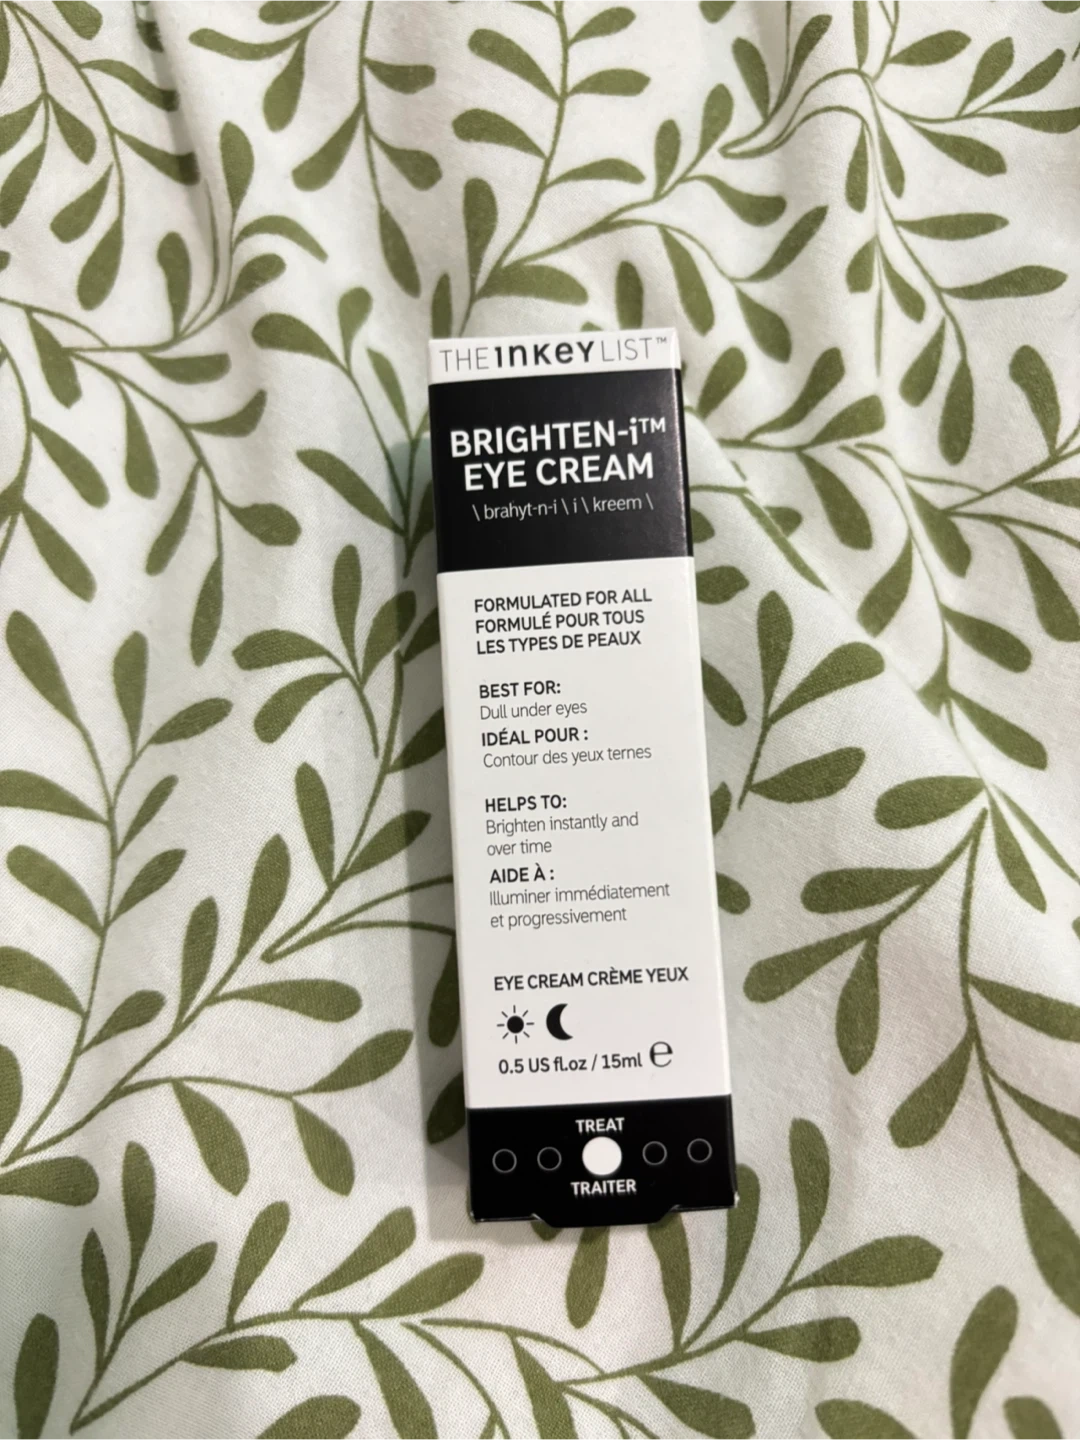 THE INKEY LIST™
BRIGHTEN-i™
EYE CREAM
\ brahyt-n-i \ i \ kreem \
FORMULATED FOR ALL
FORMULÉ POUR TOUS
LES TYPES DE PEAUX
BEST FOR:
Dull under eyes
IDÉAL POUR :
Contour des yeux ternes
HELPS TO:
Brighten instantly and
over time
AIDE À :
Illuminer immédiatement
et progressivement
EYE CREAM CRÈME YEUX
0.5 US fl.oz / 15ml ℮
TREAT
TRAITER